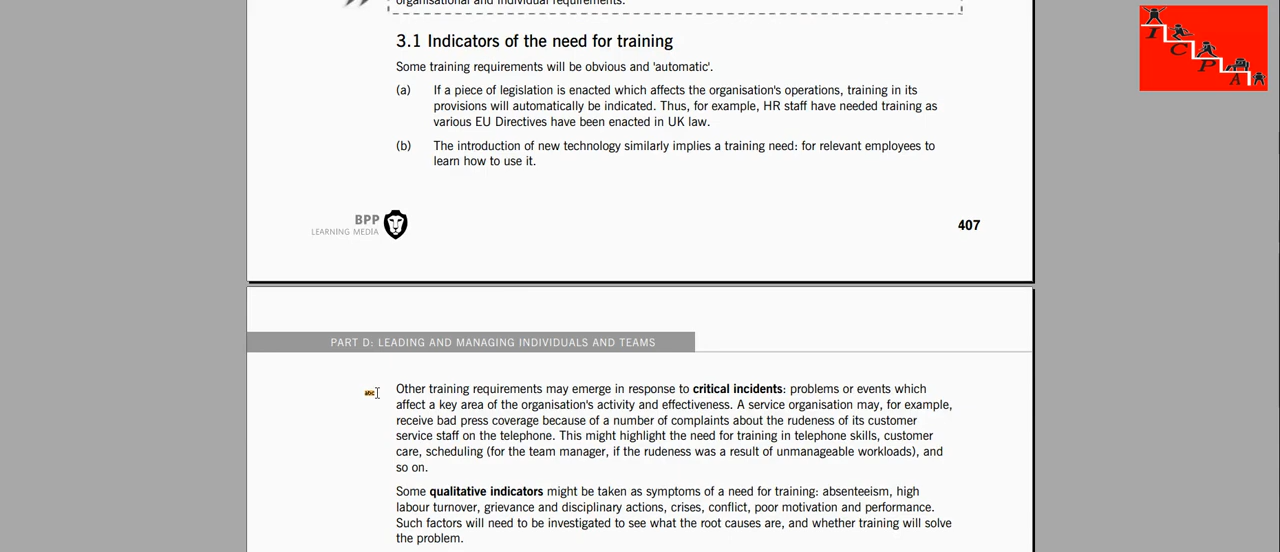 organisational and individual requirements.
3.1 Indicators of the need for training
Some training requirements will be obvious and 'automatic'.
(a) If a piece of legislation is enacted which affects the organisation's operations, training in its
provisions will automatically be indicated. Thus, for example, HR staff have needed training as
various EU Directives have been enacted in UK law.
(b) The introduction of new technology similarly implies a training need: for relevant employees to
learn how to use it.
BPP
LEARNING MEDIA
407
PART D: LEADING AND MANAGING INDIVIDUALS AND TEAMS
abc
Other training requirements may emerge in response to critical incidents: problems or events which
affect a key area of the organisation's activity and effectiveness. A service organisation may, for example,
receive bad press coverage because of a number of complaints about the rudeness of its customer
service staff on the telephone. This might highlight the need for training in telephone skills, customer
care, scheduling (for the team manager, if the rudeness was a result of unmanageable workloads), and
so on.
Some qualitative indicators might be taken as symptoms of a need for training: absenteeism, high
labour turnover, grievance and disciplinary actions, crises, conflict, poor motivation and performance.
Such factors will need to be investigated to see what the root causes are, and whether training will solve
the problem.
I C P A